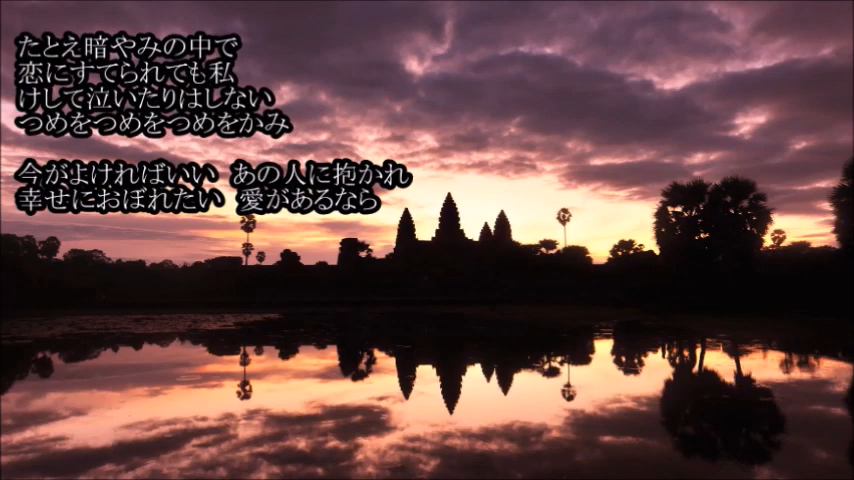 たとえ暗やみの中で
恋にすてられても私
けして泣いたりはしない
つめをつめをつめをかみ
今がよければいい あの人に抱かれ
幸せにおぼれたい 愛があるなら